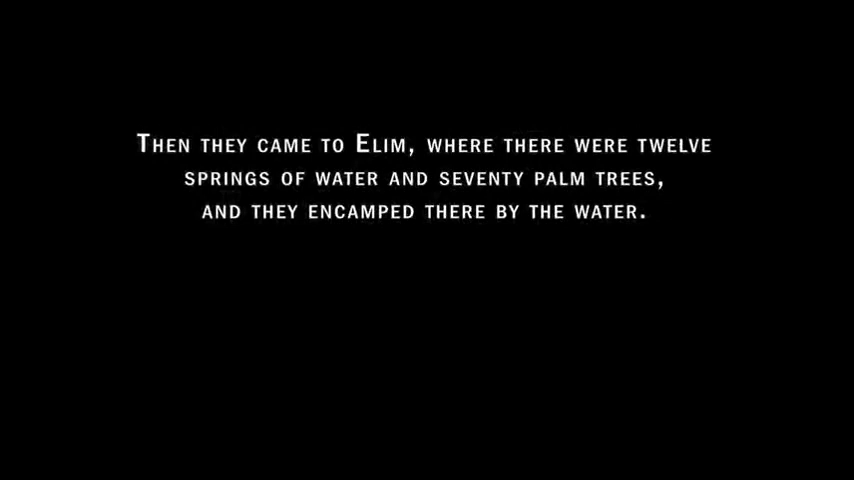 Then they came to Elim, where there were twelve
springs of water and seventy palm trees,
and they encamped there by the water.